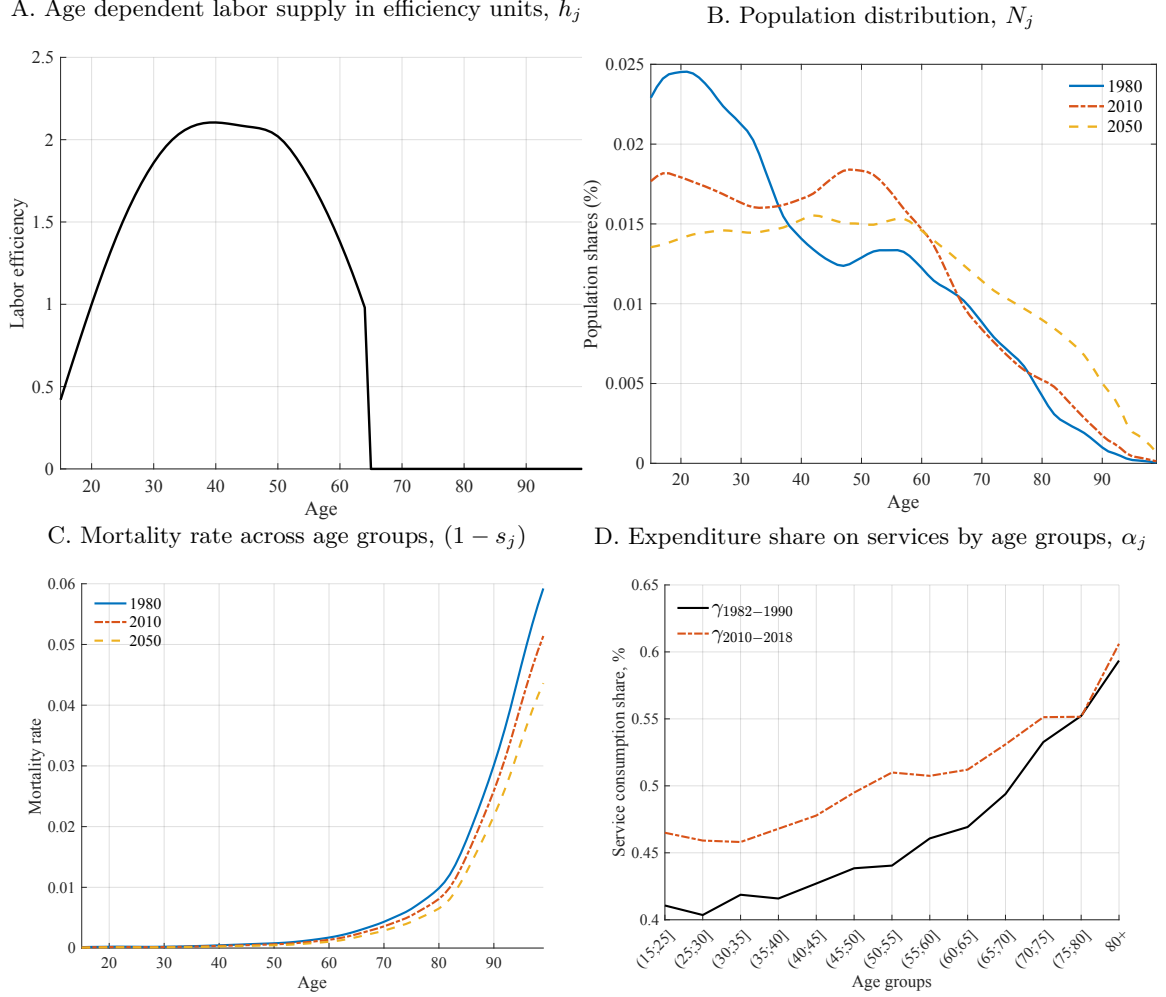 A. Age dependent labor supply in efficiency units, h_j
2.5
2
1.5
1
0.5
0
Labor efficiency
20 30 40 50 60 70 80 90
Age
B. Population distribution, N_j
0.025
0.02
0.015
0.01
0.005
0
Population shares (%)
1980
2010
2050
20 30 40 50 60 70 80 90
Age
C. Mortality rate across age groups, (1 − s_j)
0.06
0.05
0.04
0.03
0.02
0.01
0
Mortality rate
1980
2010
2050
20 30 40 50 60 70 80 90
Age
D. Expenditure share on services by age groups, α_j
0.65
0.6
0.55
0.5
0.45
0.4
Service consumption share, %
γ1982−1990
γ2010−2018
(15;25] (25;30] (30;35] (35;40] (40;45] (45;50] (50;55] (55;60] (60;65] (65;70] (70;75] (75;80] 80+
Age groups